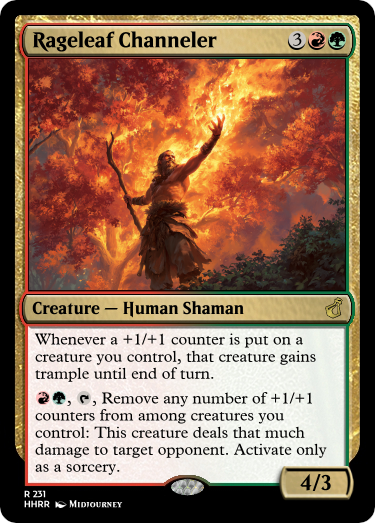 Rageleaf Channeler 3
Creature — Human Shaman
Whenever a +1/+1 counter is put on a
creature you control, that creature gains
trample until end of turn.
, , Remove any number of +1/+1
counters from among creatures you
control: This creature deals that much
damage to target opponent. Activate only
as a sorcery.
4/3
R 231
HHRR Midjourney